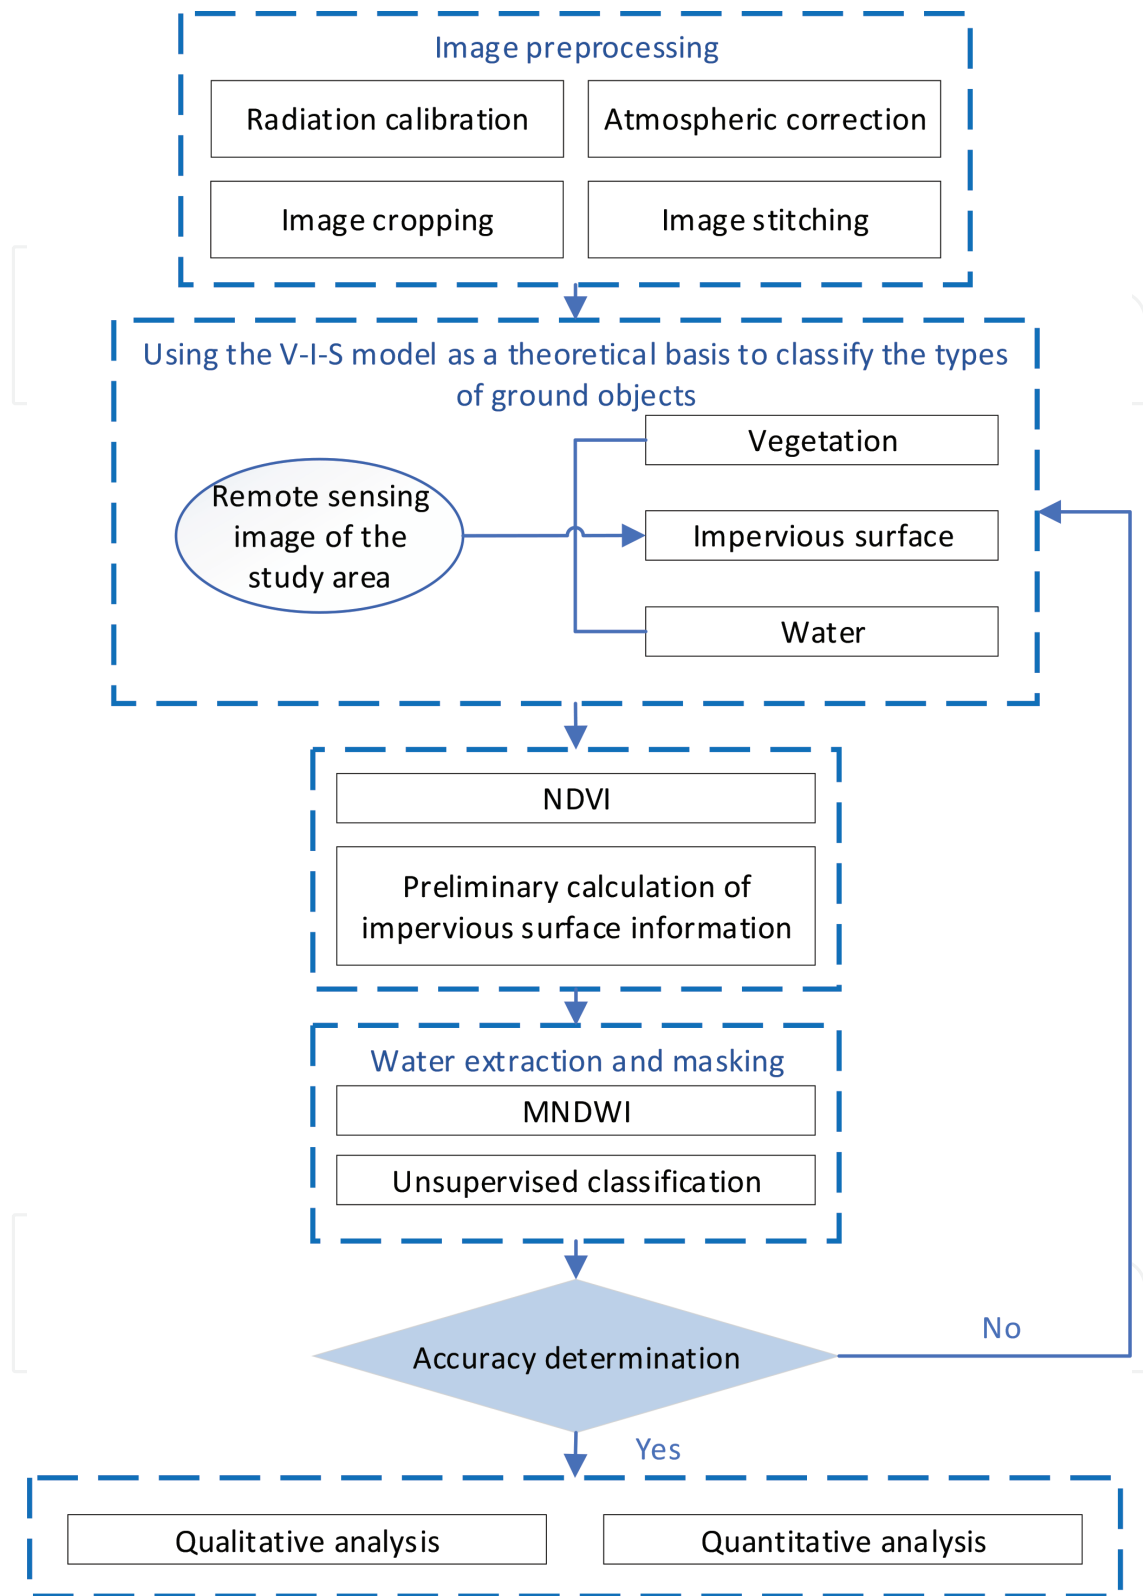 Image preprocessing
Radiation calibration
Atmospheric correction
Image cropping
Image stitching
Using the V-I-S model as a theoretical basis to classify the types
of ground objects
Vegetation
Remote sensing
image of the
study area
Impervious surface
Water
NDVI
Preliminary calculation of
impervious surface information
Water extraction and masking
MNDWI
Unsupervised classification
Accuracy determination
No
Yes
Qualitative analysis
Quantitative analysis